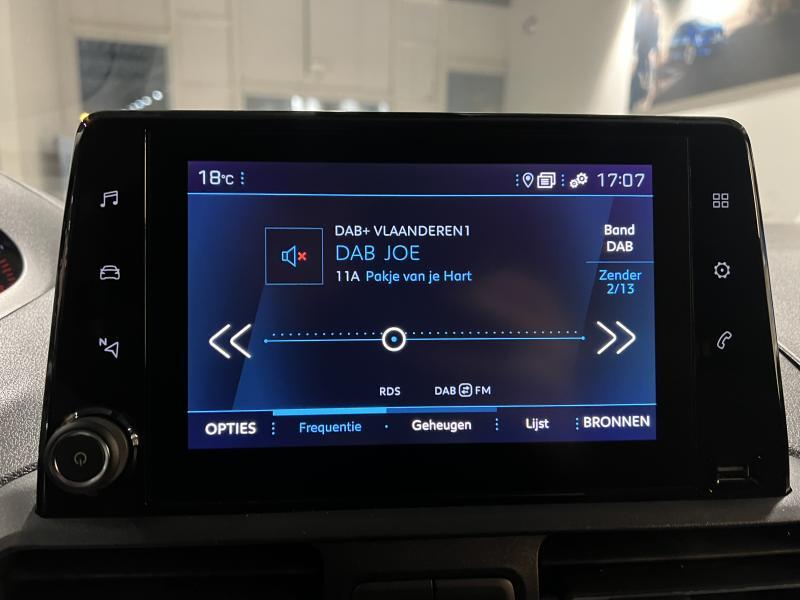 18°C
17:07
DAB+ VLAANDEREN1
DAB JOE
11A Pakje van je Hart
Band
DAB
Zender
2/13
RDS DAB FM
OPTIES Frequentie Geheugen Lijst BRONNEN
N